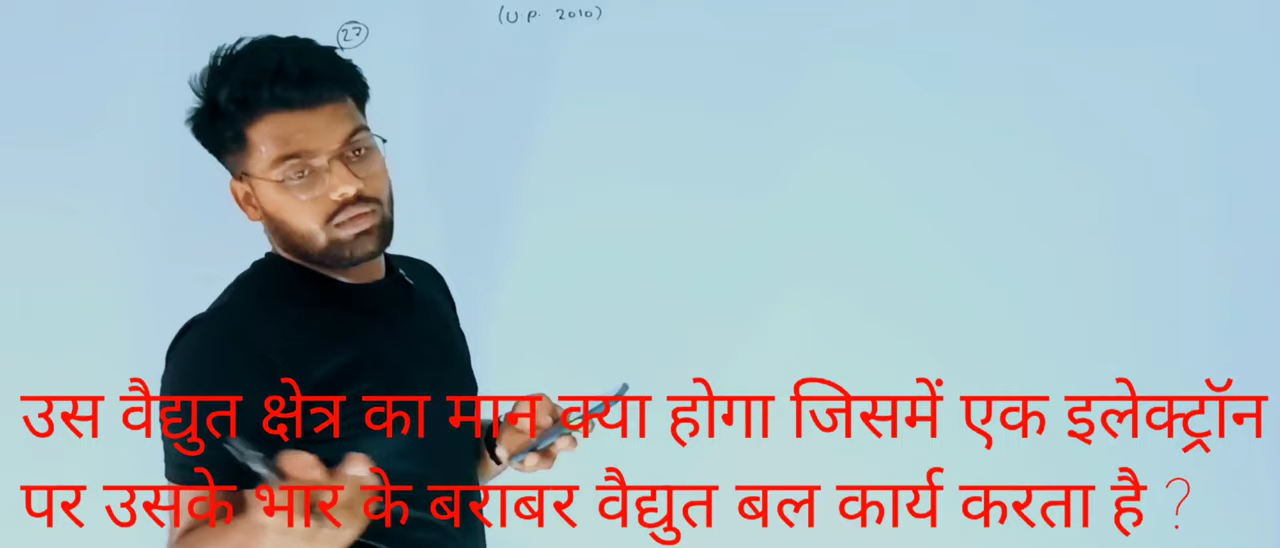 (U.P. 2010)
27
उस वैद्युत क्षेत्र का मान क्या होगा जिसमें एक इलेक्ट्रॉन
पर उसके भार के बराबर वैद्युत बल कार्य करता है ?